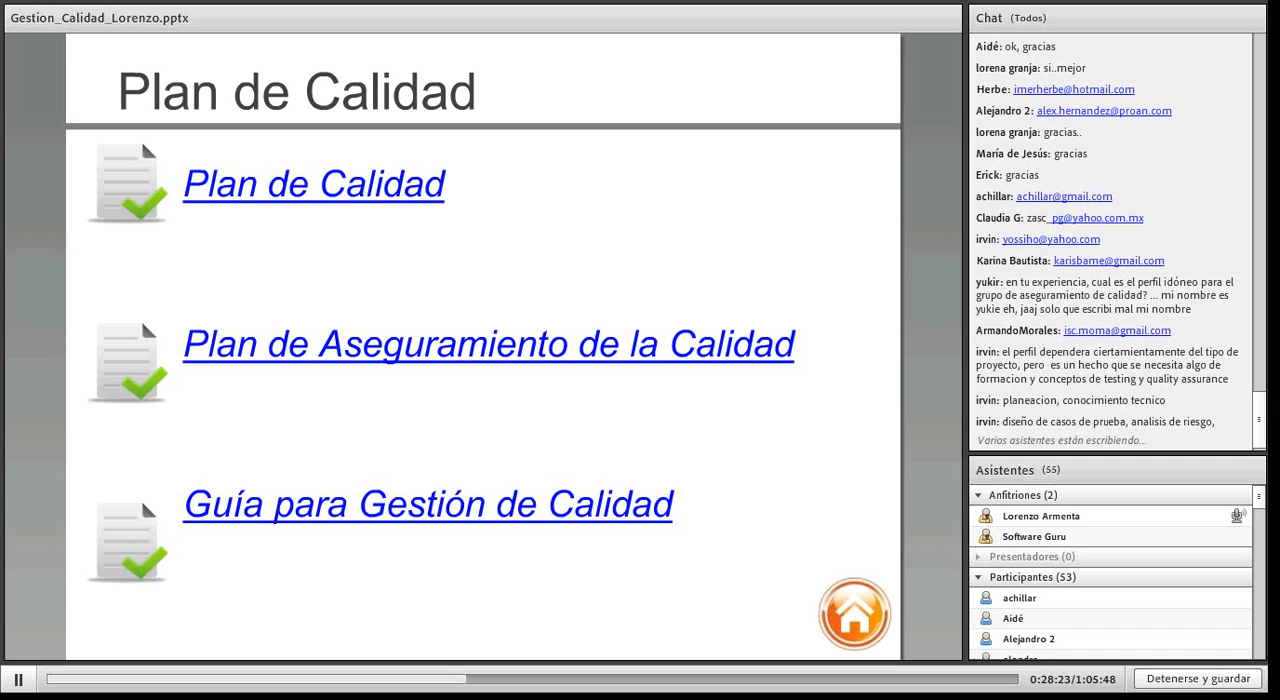 Gestion_Calidad_Lorenzo.pptx
Plan de Calidad
Plan de Calidad
Plan de Aseguramiento de la Calidad
Guía para Gestión de Calidad
Chat (Todos)
Aidé: ok, gracias
lorena granja: si..mejor
Herbe: imerherbe@hotmail.com
Alejandro 2: alex.hernandez@proan.com
lorena granja: gracias..
María de Jesús: gracias
Erick: gracias
achillar: achillar@gmail.com
Claudia G: zasc_pg@yahoo.com.mx
irvin: yossiho@yahoo.com
Karina Bautista: karisbame@gmail.com
yukir: en tu experiencia, cual es el perfil idóneo para el
grupo de aseguramiento de calidad? ... mi nombre es
yukie eh, jaaj solo que escribi mal mi nombre
ArmandoMorales: isc.moma@gmail.com
irvin: el perfil dependera ciertamientamente del tipo de
proyecto, pero es un hecho que se necesita algo de
formacion y conceptos de testing y quality assurance
irvin: planeacion, conocimiento tecnico
irvin: diseño de casos de prueba, analisis de riesgo,
Varios asistentes están escribiendo...
Asistentes (55)
Anfitriones (2)
Lorenzo Armenta
Software Guru
Presentadores (0)
Participantes (53)
achillar
Aidé
Alejandro 2
0:28:23/1:05:48
Detenerse y guardar